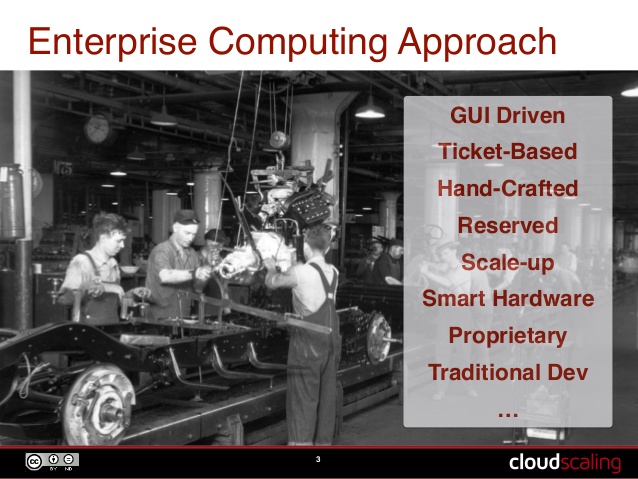 Enterprise Computing Approach
GUI Driven
Ticket-Based
Hand-Crafted
Reserved
Scale-up
Smart Hardware
Proprietary
Traditional Dev
…
cc
BY ND
3
cloudscaling